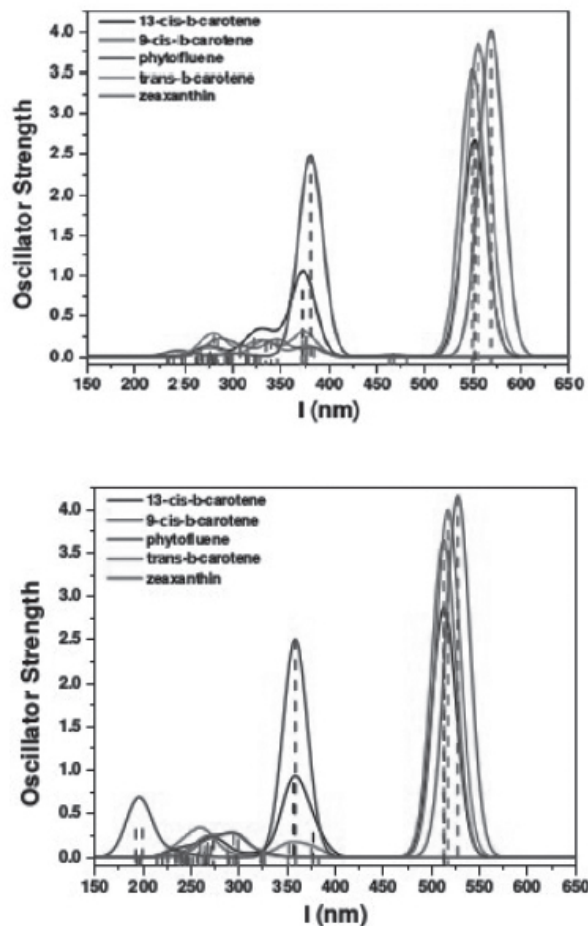 13-cis-b-carotene
9-cis-b-carotene
phytofluene
trans-b-carotene
zeaxanthin
4.0
3.5
3.0
2.5
2.0
1.5
1.0
0.5
0.0
Oscillator Strength
150 200 250 300 350 400 450 500 550 600 650
l (nm)
13-cis-b-carotene
9-cis-b-carotene
phytofluene
trans-b-carotene
zeaxanthin
4.0
3.5
3.0
2.5
2.0
1.5
1.0
0.5
0.0
Oscillator Strength
150 200 250 300 350 400 450 500 550 600 650
l (nm)